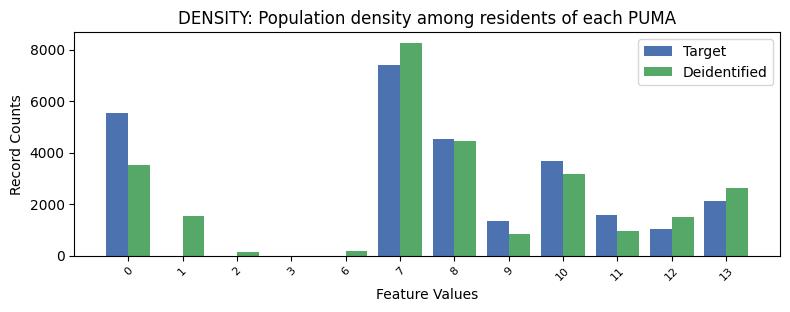 DENSITY: Population density among residents of each PUMA
Record Counts
8000
6000
4000
2000
0
Target
Deidentified
0 1 2 3 6 7 8 9 10 11 12 13
Feature Values